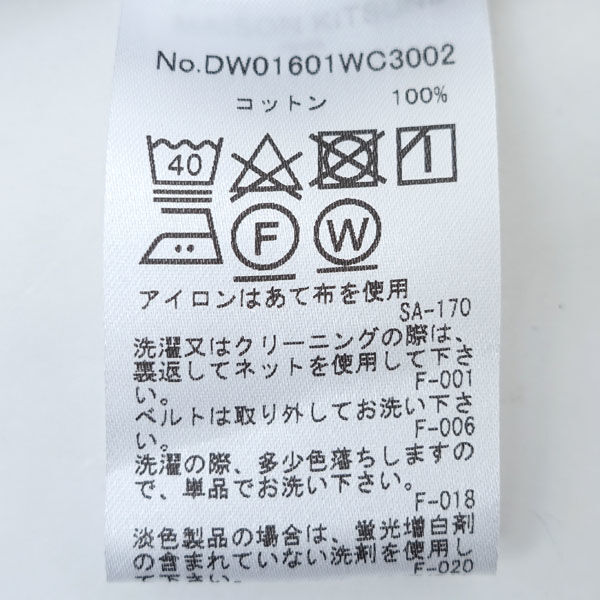 No.DW01601WC3002
コットン 100%
40
F W
アイロンはあて布を使用
SA-170
洗濯又はクリーニングの際は、
裏返してネットを使用して下さ
い。
F-001
ベルトは取り外してお洗い下さ
い。
F-006
洗濯の際、多少色落ちしますの
で、単品でお洗い下さい。
F-018
淡色製品の場合は、蛍光増白剤
の含まれていない洗剤を使用し
て下さい。
F-020